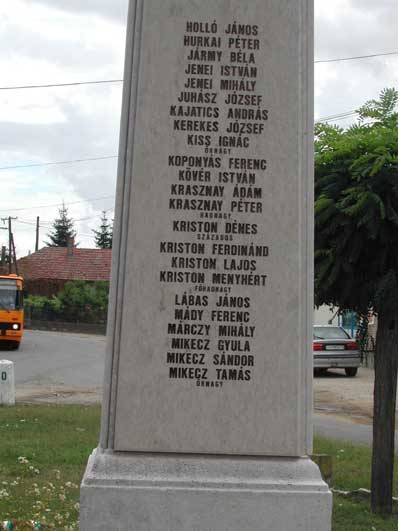 HOLLÓ JÁNOS
HURKAI PÉTER
JÁRMY BÉLA
JENEI ISTVÁN
JENEI MIHÁLY
JUHÁSZ JÓZSEF
KAJATICS ANDRÁS
KEREKES JÓZSEF
KISS IGNÁC
ŐRNAGY
KOPONYÁS FERENC
KÖVÉR ISTVÁN
KRASZNAY ÁDÁM
KRASZNAY PÉTER
HADNAGY
KRISTON DÉNES
SZÁZADOS
KRISTON FERDINÁND
KRISTON LAJOS
KRISTON MENYHÉRT
FŐHADNAGY
LÁBAS JÁNOS
MÁDY FERENC
MÁRCZY MIHÁLY
MIKECZ GYULA
MIKECZ SÁNDOR
MIKECZ TAMÁS
ŐRNAGY